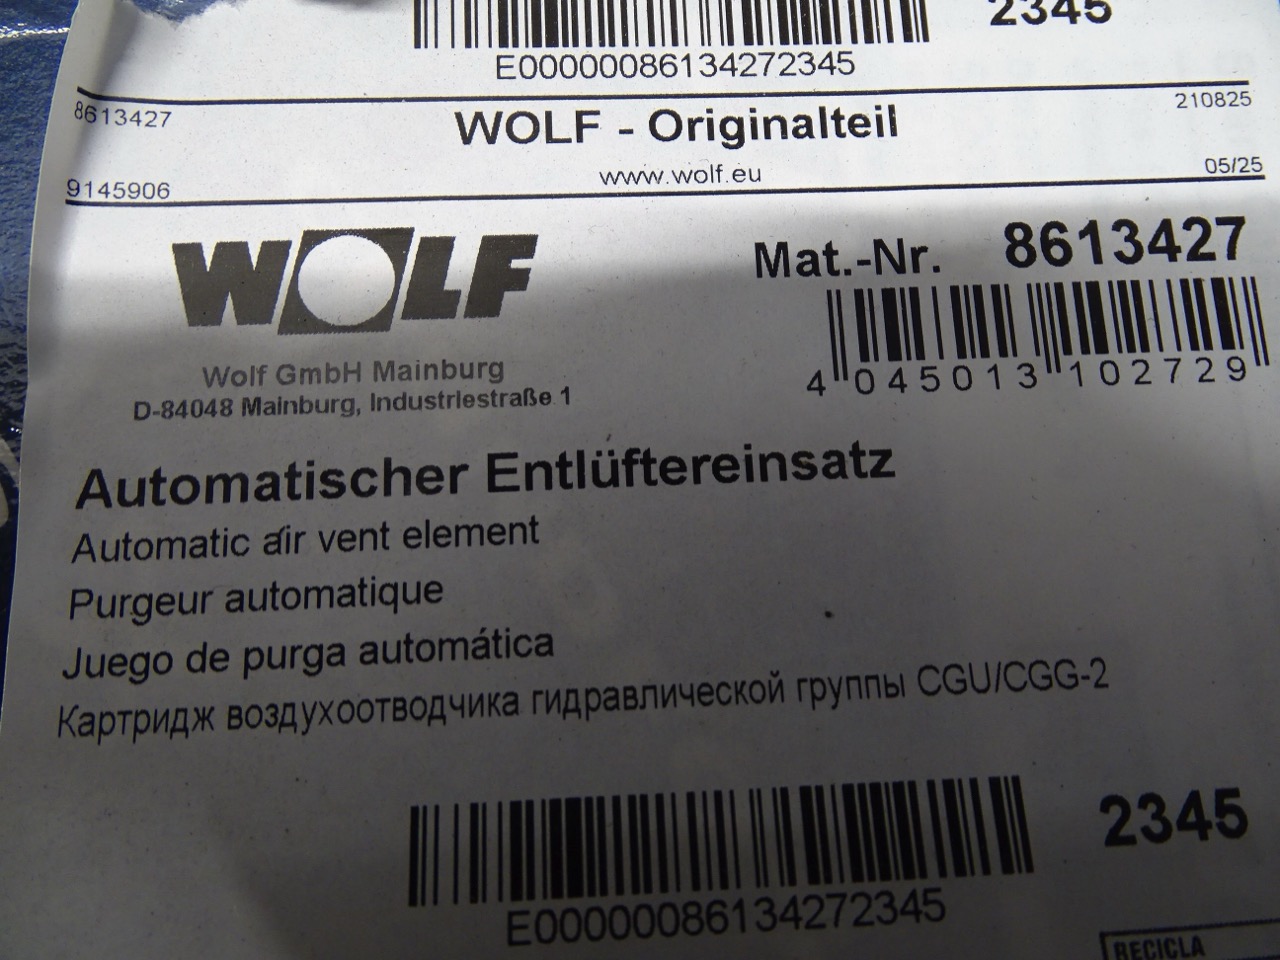 2345
E00000086134272345
8613427
WOLF - Originalteil
210825
9145906
www.wolf.eu
05/25
WOLF
Mat.-Nr. 8613427
4 045013 102729
Wolf GmbH Mainburg
D-84048 Mainburg, Industriestraße 1
Automatischer Entlüftereinsatz
Automatic air vent element
Purgeur automatique
Juego de purga automática
Картридж воздухоотводчика гидравлической группы CGU/CGG-2
2345
E00000086134272345
RECICLA